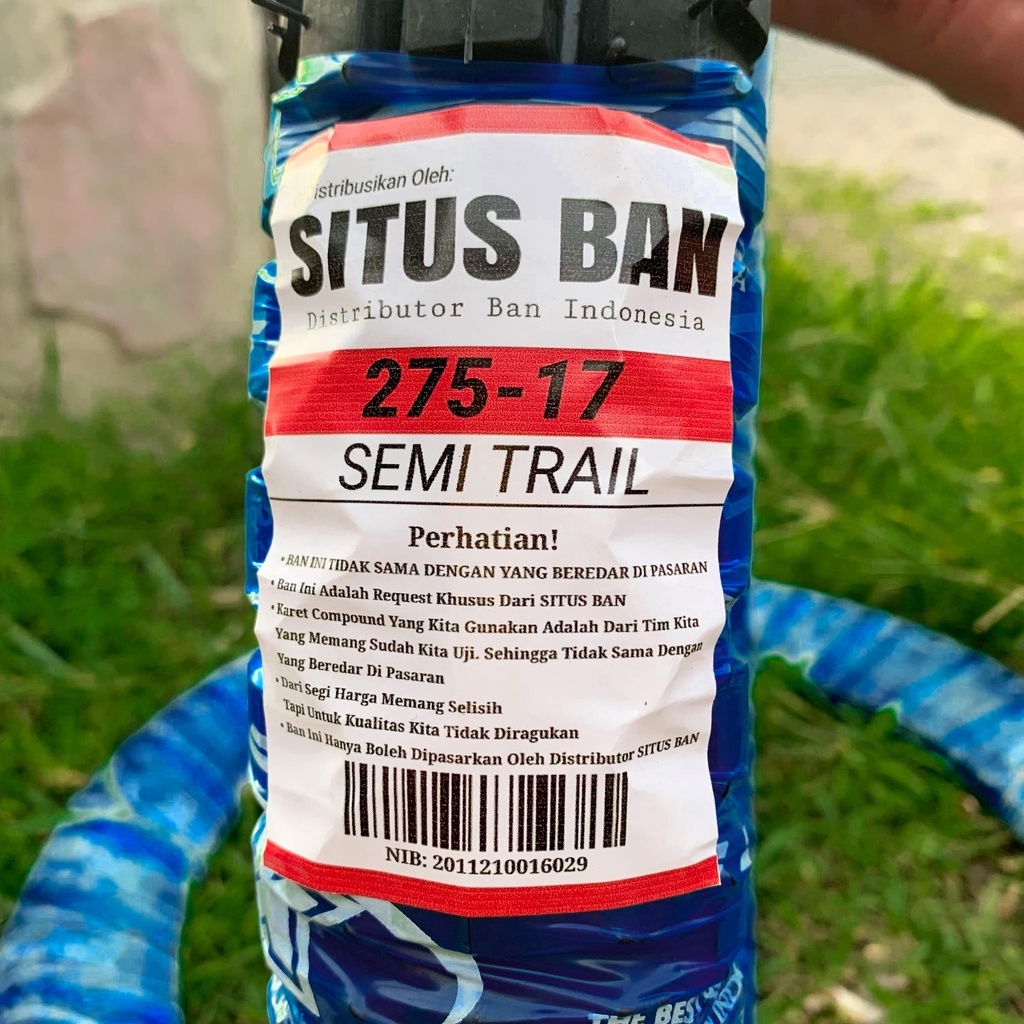 Distribusikan Oleh:
SITUS BAN
Distributor Ban Indonesia
275-17
SEMI TRAIL
Perhatian!
• BAN INI TIDAK SAMA DENGAN YANG BEREDAR DI PASARAN
• Ban Ini Adalah Request Khusus Dari SITUS BAN
• Karet Compound Yang Kita Gunakan Adalah Dari Tim Kita
Yang Memang Sudah Kita Uji. Sehingga Tidak Sama Dengan
Yang Beredar Di Pasaran
• Dari Segi Harga Memang Selisih
Tapi Untuk Kualitas Kita Tidak Diragukan
• Ban Ini Hanya Boleh Dipasarkan Oleh Distributor SITUS BAN
NIB: 2011210016029
THE BEST